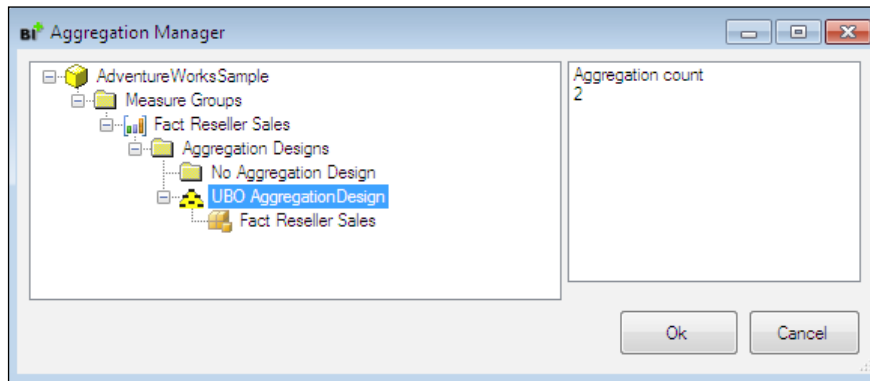 BI Aggregation Manager
AdventureWorksSample
Measure Groups
Fact Reseller Sales
Aggregation Designs
No Aggregation Design
UBO AggregationDesign
Fact Reseller Sales
Aggregation count
2
Ok
Cancel